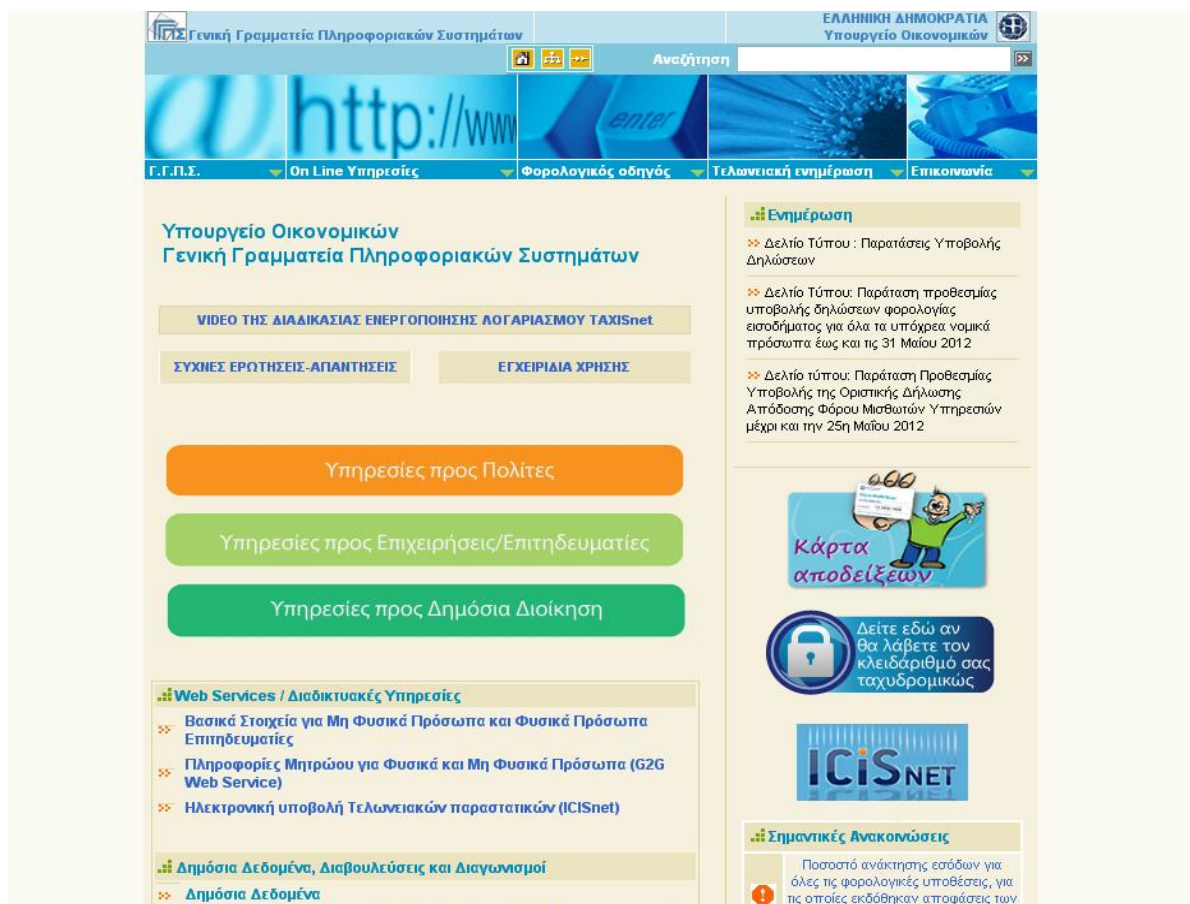 ΓΓΠΣ Γενική Γραμματεία Πληροφοριακών Συστημάτων
ΕΛΛΗΝΙΚΗ ΔΗΜΟΚΡΑΤΙΑ
Υπουργείο Οικονομικών
Αναζήτηση
@ http://www
enter
Γ.Γ.Π.Σ. On Line Υπηρεσίες Φορολογικός οδηγός Τελωνειακή ενημέρωση Επικοινωνία
Υπουργείο Οικονομικών
Γενική Γραμματεία Πληροφοριακών Συστημάτων
VIDEO ΤΗΣ ΔΙΑΔΙΚΑΣΙΑΣ ΕΝΕΡΓΟΠΟΙΗΣΗΣ ΛΟΓΑΡΙΑΣΜΟΥ TAXISnet
ΣΥΧΝΕΣ ΕΡΩΤΗΣΕΙΣ-ΑΠΑΝΤΗΣΕΙΣ
ΕΓΧΕΙΡΙΔΙΑ ΧΡΗΣΗΣ
Υπηρεσίες προς Πολίτες
Υπηρεσίες προς Επιχειρήσεις/Επιτηδευματίες
Υπηρεσίες προς Δημόσια Διοίκηση
Web Services / Διαδικτυακές Υπηρεσίες
Βασικά Στοιχεία για Μη Φυσικά Πρόσωπα και Φυσικά Πρόσωπα
Επιτηδευματίες
Πληροφορίες Μητρώου για Φυσικά και Μη Φυσικά Πρόσωπα (G2G
Web Service)
Ηλεκτρονική υποβολή Τελωνειακών παραστατικών (ICISnet)
Δημόσια Δεδομένα, Διαβουλεύσεις και Διαγωνισμοί
Δημόσια Δεδομένα
Ενημέρωση
Δελτίο Τύπου : Παρατάσεις Υποβολής
Δηλώσεων
Δελτίο Τύπου: Παράταση προθεσμίας
υποβολής δηλώσεων φορολογίας
εισοδήματος για όλα τα υπόχρεα νομικά
πρόσωπα έως και τις 31 Μαίου 2012
Δελτίο τύπου: Παράταση Προθεσμίας
Υποβολής της Οριστικής Δήλωσης
Απόδοσης Φόρου Μισθωτών Υπηρεσιών
μέχρι και την 25η Μαΐου 2012
Κάρτα
αποδείξεων
Δείτε εδώ αν
θα λάβετε τον
κλειδάριθμό σας
ταχυδρομικώς
ICISNET
Σημαντικές Ανακοινώσεις
Ποσοστό ανάκτησης εσόδων για
όλες τις φορολογικές υποθέσεις, για
τις οποίες εκδόθηκαν αποφάσεις των